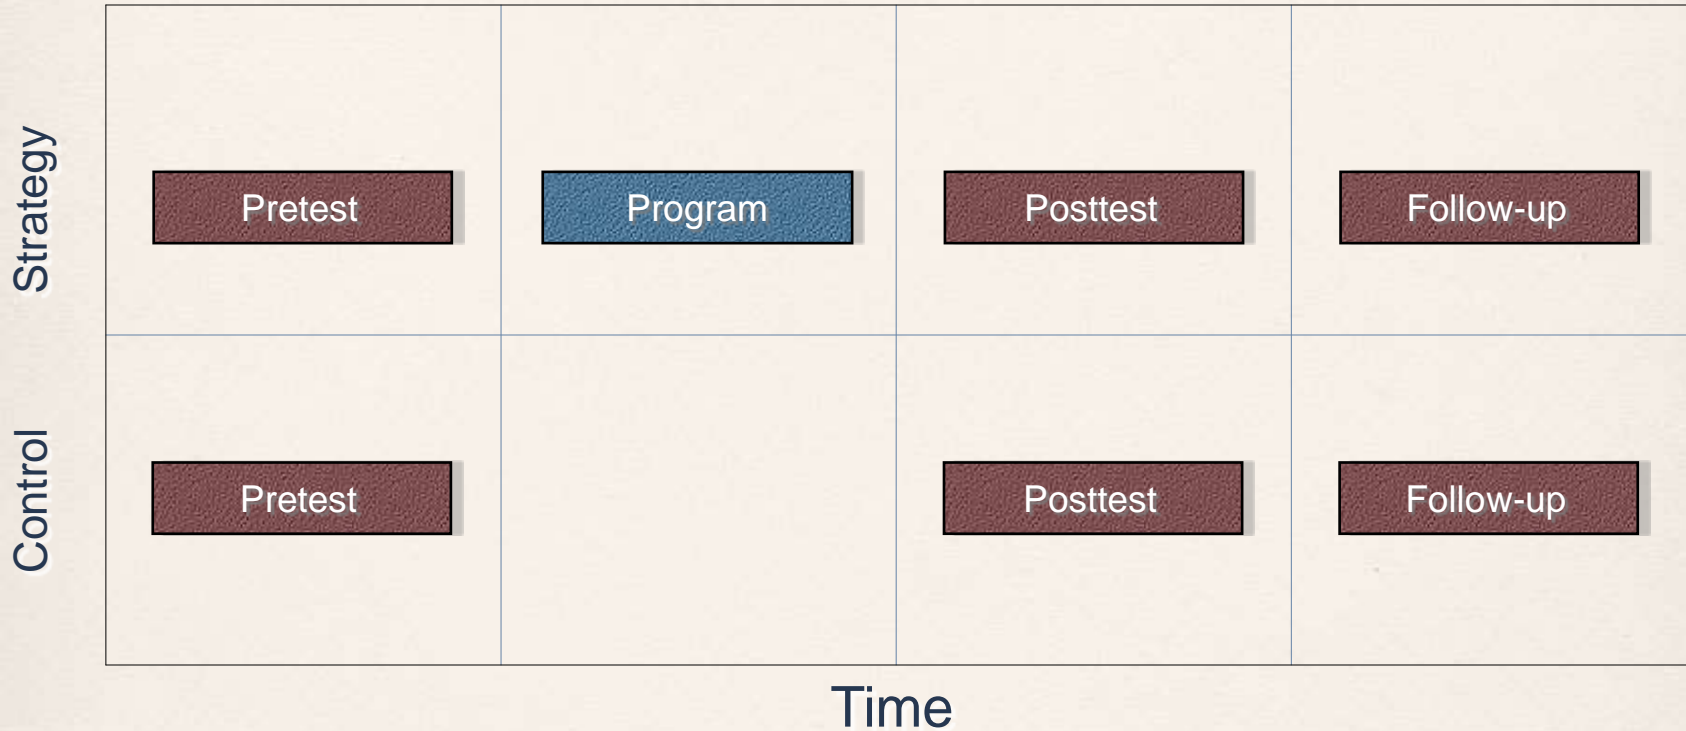 Strategy
Pretest
Program
Posttest
Follow-up
Control
Pretest
Posttest
Follow-up
Time